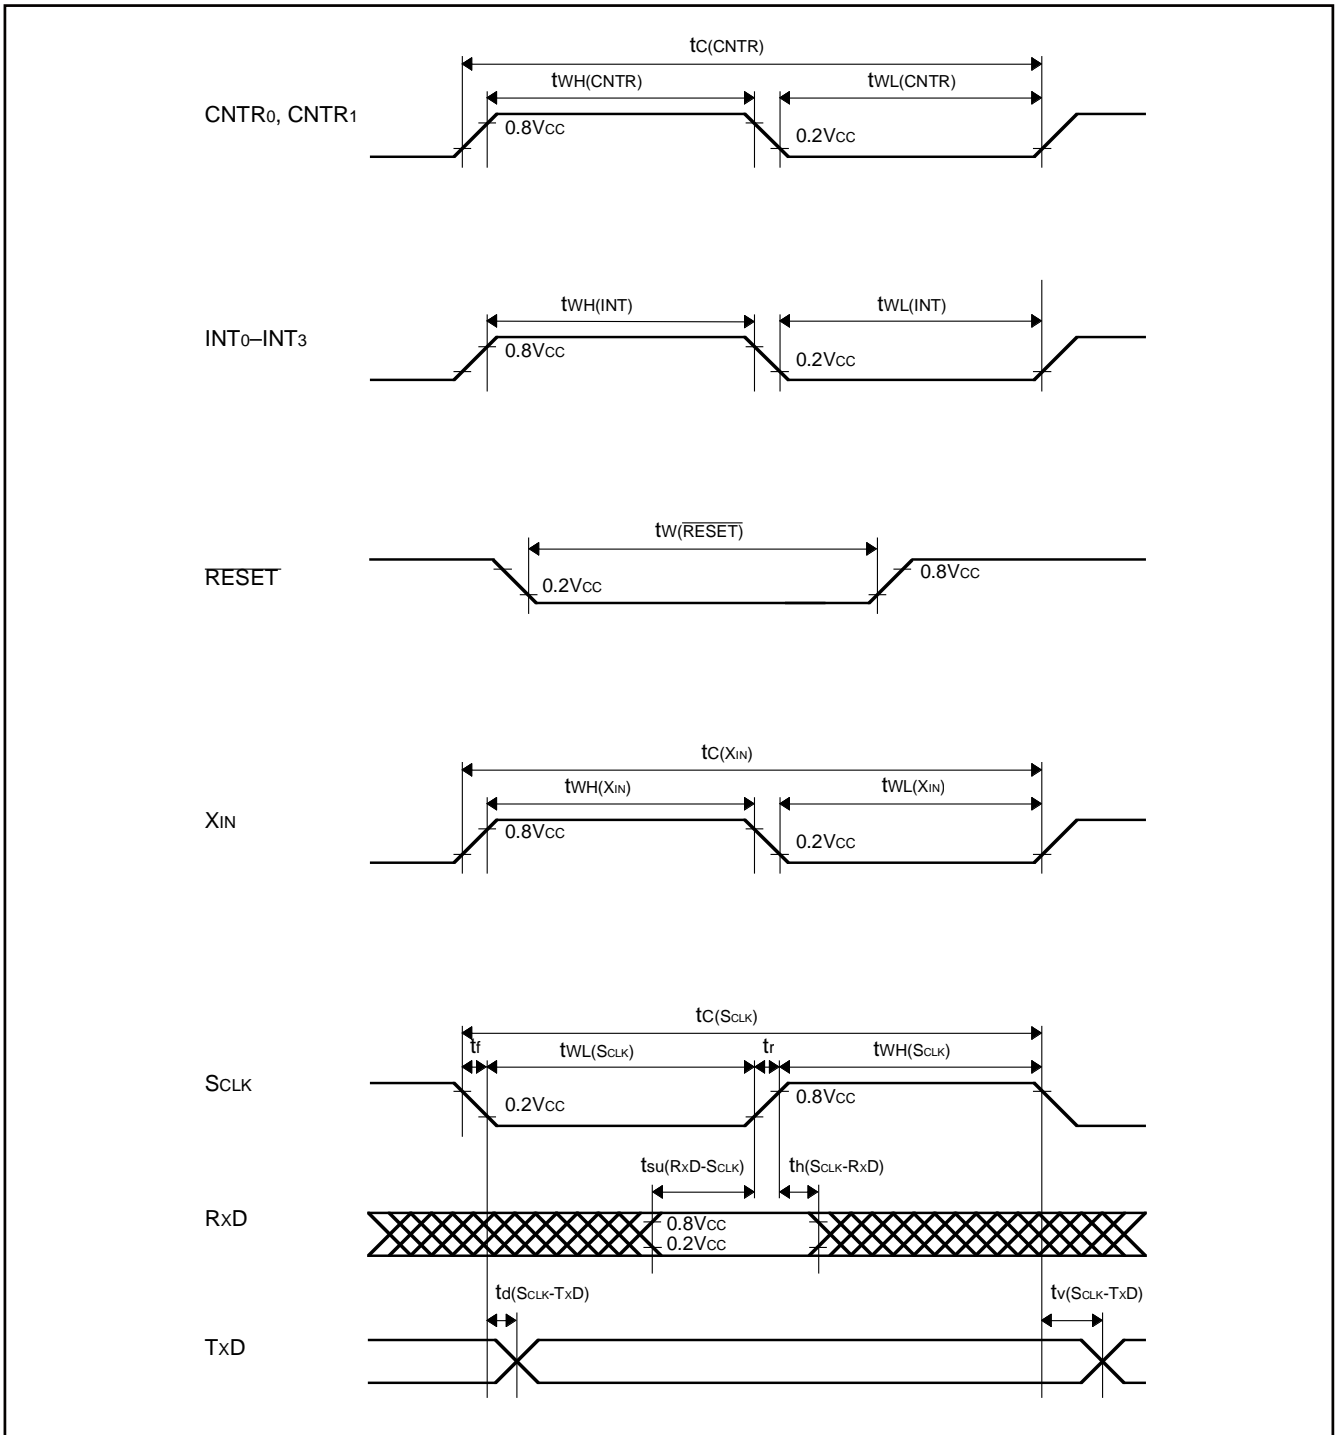 tC(CNTR)
tWH(CNTR) tWL(CNTR)
CNTR0, CNTR1
0.8VCC 0.2VCC
tWH(INT) tWL(INT)
INT0–INT3
0.8VCC 0.2VCC
tW(RESET)
RESET
0.2VCC 0.8VCC
tC(XIN)
tWH(XIN) tWL(XIN)
XIN
0.8VCC 0.2VCC
tC(SCLK)
tf tWL(SCLK) tr tWH(SCLK)
SCLK
0.2VCC 0.8VCC
tsu(RXD-SCLK) th(SCLK-RXD)
RXD
0.8VCC
0.2VCC
td(SCLK-TXD) tv(SCLK-TXD)
TXD